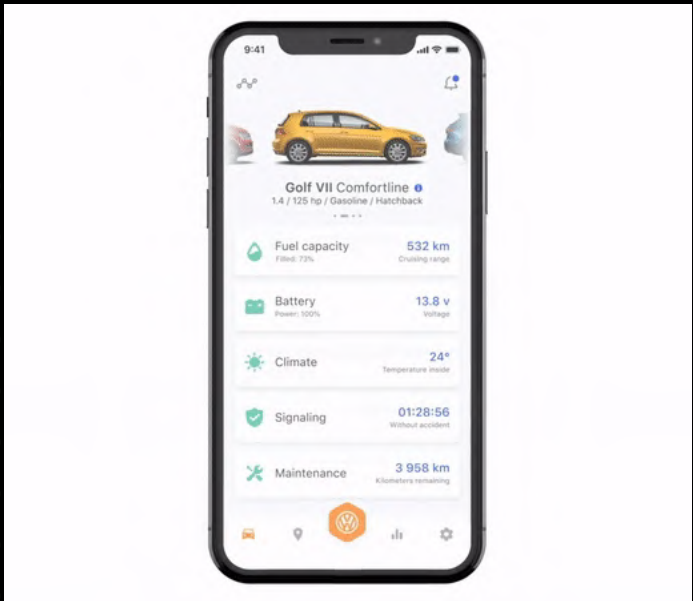 9:41
Golf VII Comfortline
1.4 / 125 hp / Gasoline / Hatchback
Fuel capacity 532 km
Filled: 73% Cruising range
Battery 13.8 v
Power: 100% Voltage
Climate 24°
Temperature inside
Signaling 01:28:56
Without accident
Maintenance 3 958 km
Kilometers remaining